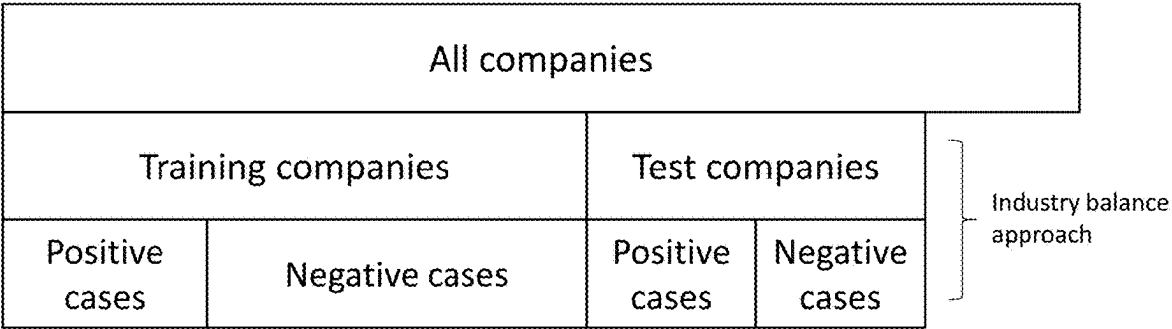 All companies
Training companies
Test companies
Industry balance
approach
Positive
cases
Negative cases
Positive
cases
Negative
cases